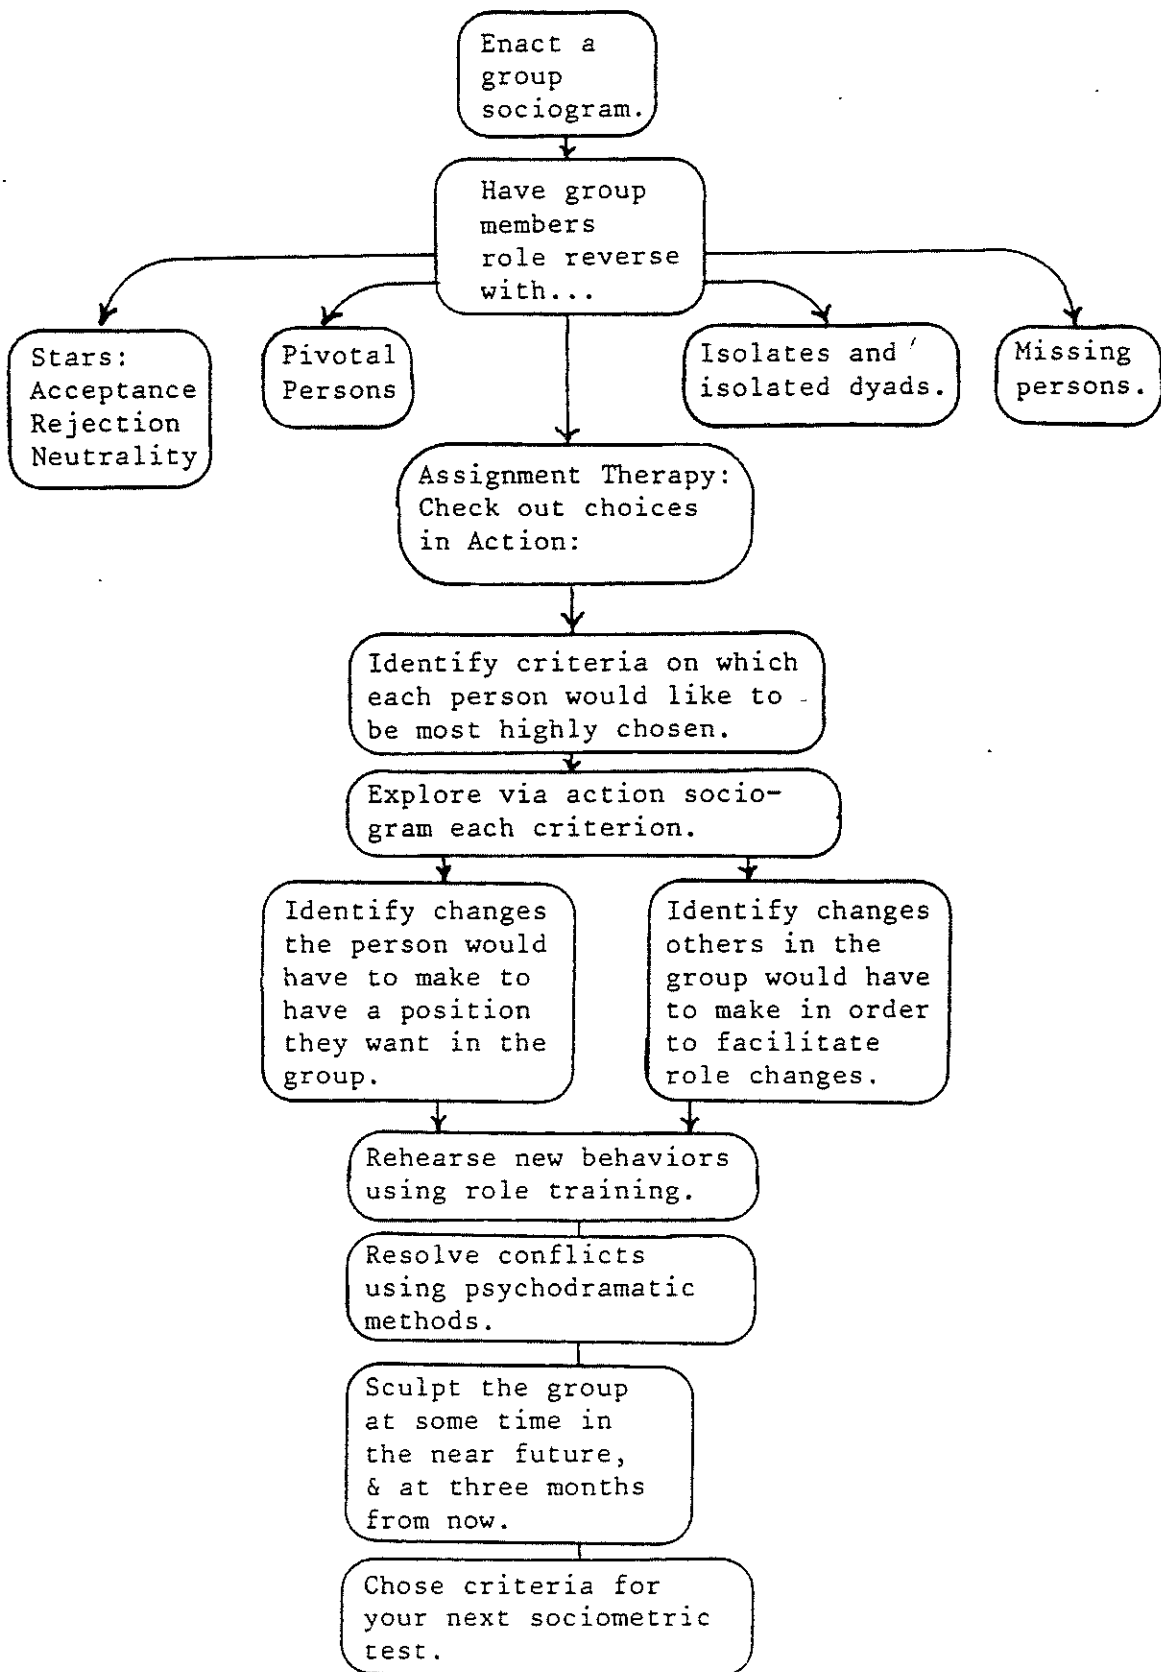 Enact a
group
sociogram.
Have group
members
role reverse
with...
Stars:
Acceptance
Rejection
Neutrality
Pivotal
Persons
Isolates and
isolated dyads.
Missing
persons.
Assignment Therapy:
Check out choices
in Action:
Identify criteria on which
each person would like to
be most highly chosen.
Explore via action socio-
gram each criterion.
Identify changes
the person would
have to make to
have a position
they want in the
group.
Identify changes
others in the
group would have
to make in order
to facilitate
role changes.
Rehearse new behaviors
using role training.
Resolve conflicts
using psychodramatic
methods.
Sculpt the group
at some time in
the near future,
& at three months
from now.
Chose criteria for
your next sociometric
test.